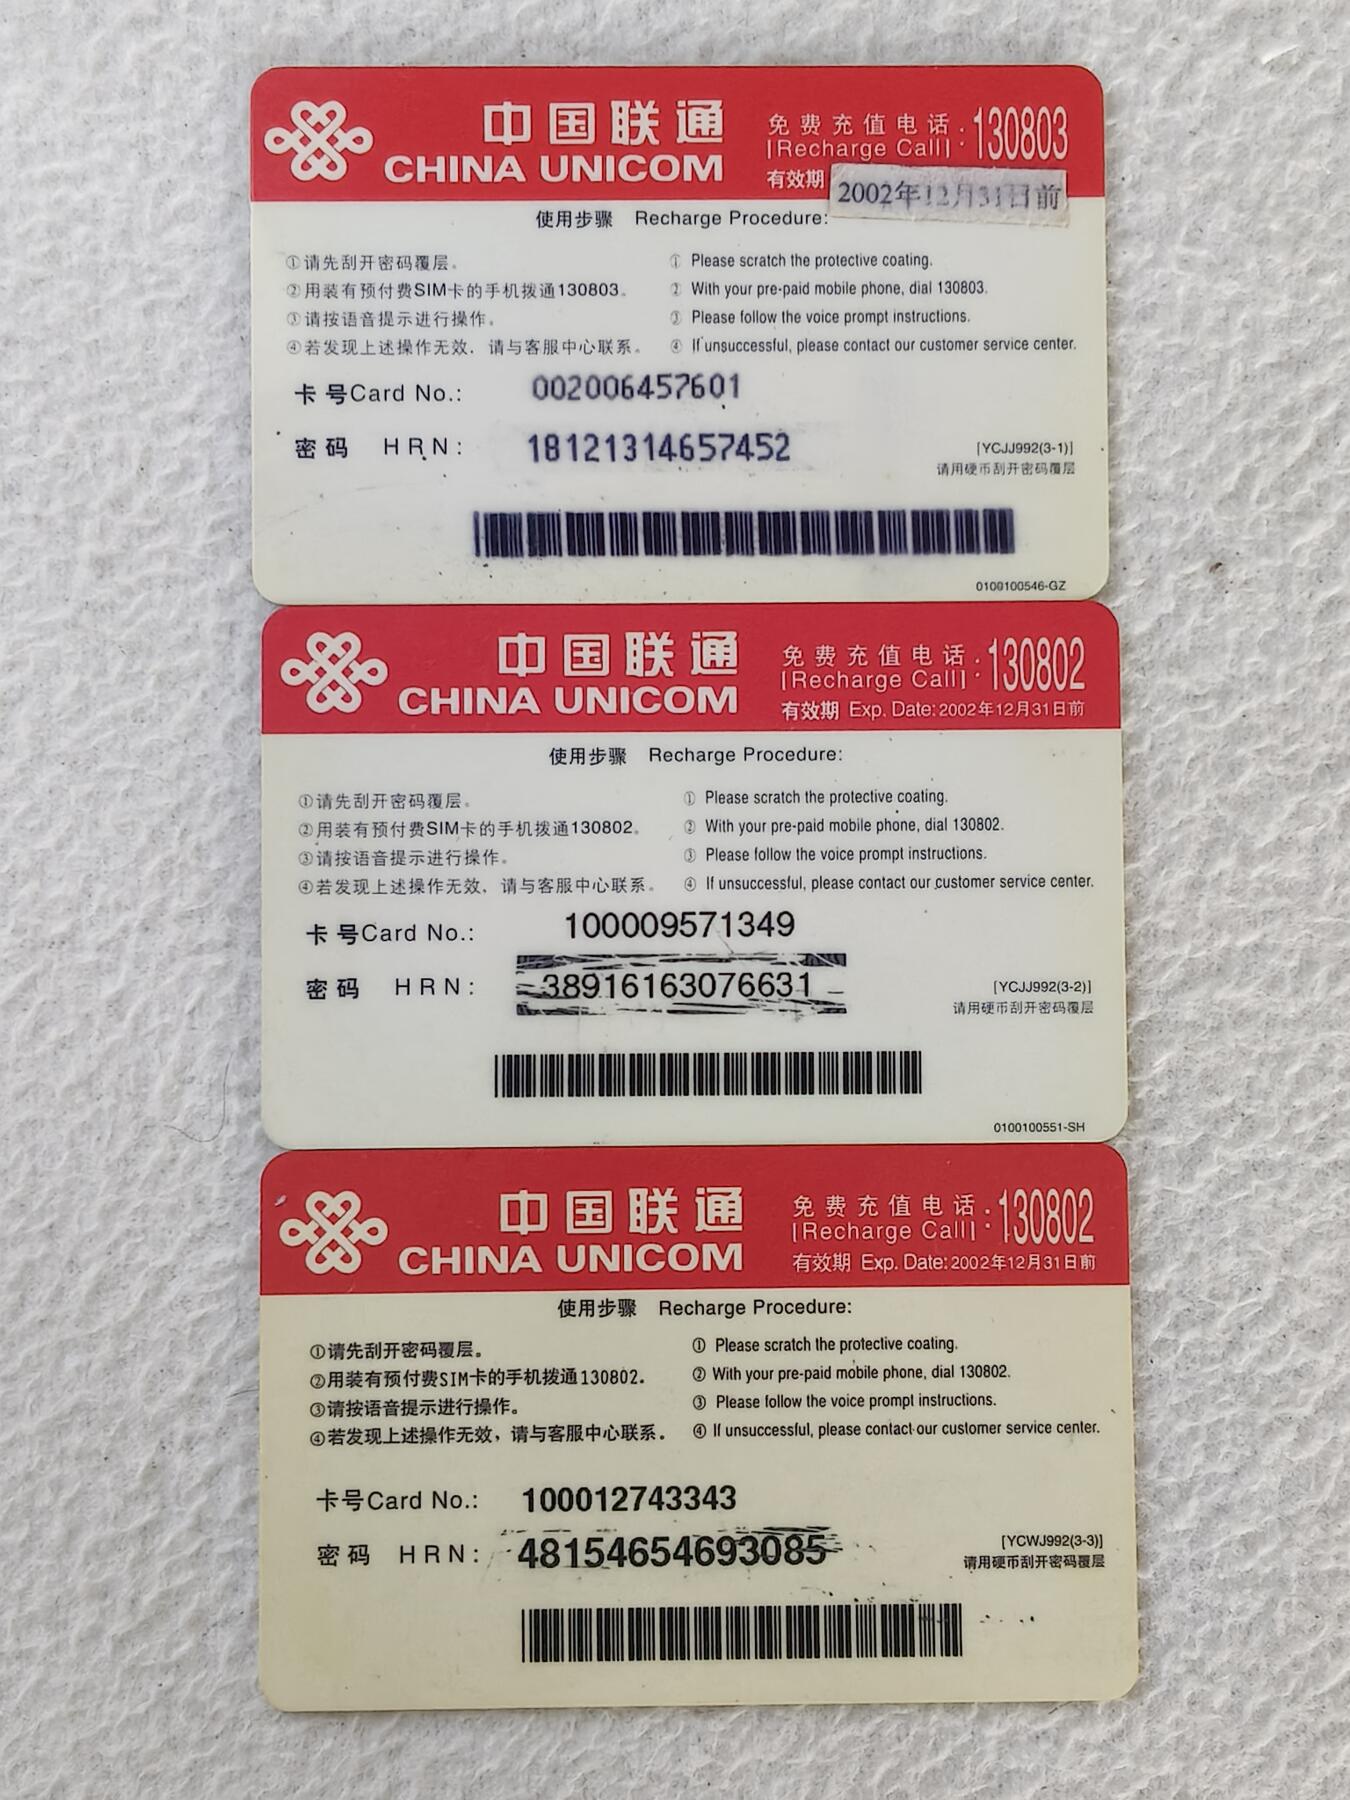 中国联通
CHINA UNICOM
免费充值电话
[Recharge Call] : 130803
有效期 2002年12月31日前
使用步骤 Recharge Procedure:
①请先刮开密码覆层。
②用装有预付费SIM卡的手机拨通130803。
③请按语音提示进行操作。
④若发现上述操作无效，请与客服中心联系。
① Please scratch the protective coating.
② With your pre-paid mobile phone, dial 130803.
③ Please follow the voice prompt instructions.
④ If unsuccessful, please contact our customer service center.
卡号Card No.: 002006457601
密码 HRN: 18121314657452
[YCJJ992(3-1)]
请用硬币刮开密码覆层
0100100546-GZ
中国联通
CHINA UNICOM
免费充值电话
[Recharge Call] : 130802
有效期 Exp. Date:2002年12月31日前
使用步骤 Recharge Procedure:
①请先刮开密码覆层。
②用装有预付费SIM卡的手机拨通130802。
③请按语音提示进行操作。
④若发现上述操作无效，请与客服中心联系。
① Please scratch the protective coating.
② With your pre-paid mobile phone, dial 130802.
③ Please follow the voice prompt instructions.
④ If unsuccessful, please contact our customer service center.
卡号Card No.: 100009571349
密码 HRN: 38916163076631
[YCJJ992(3-2)]
请用硬币刮开密码覆层
0100100551-SH
中国联通
CHINA UNICOM
免费充值电话
[Recharge Call] : 130802
有效期 Exp. Date:2002年12月31日前
使用步骤 Recharge Procedure:
①请先刮开密码覆层。
②用装有预付费SIM卡的手机拨通130802.
③请按语音提示进行操作。
④若发现上述操作无效，请与客服中心联系.
① Please scratch the protective coating.
② With your pre-paid mobile phone, dial 130802.
③ Please follow the voice prompt instructions.
④ If unsuccessful, please contact our customer service center.
卡号Card No.: 100012743343
密码 HRN: 48154654693085
[YCWJ992(3-3)]
请用硬币刮开密码覆层